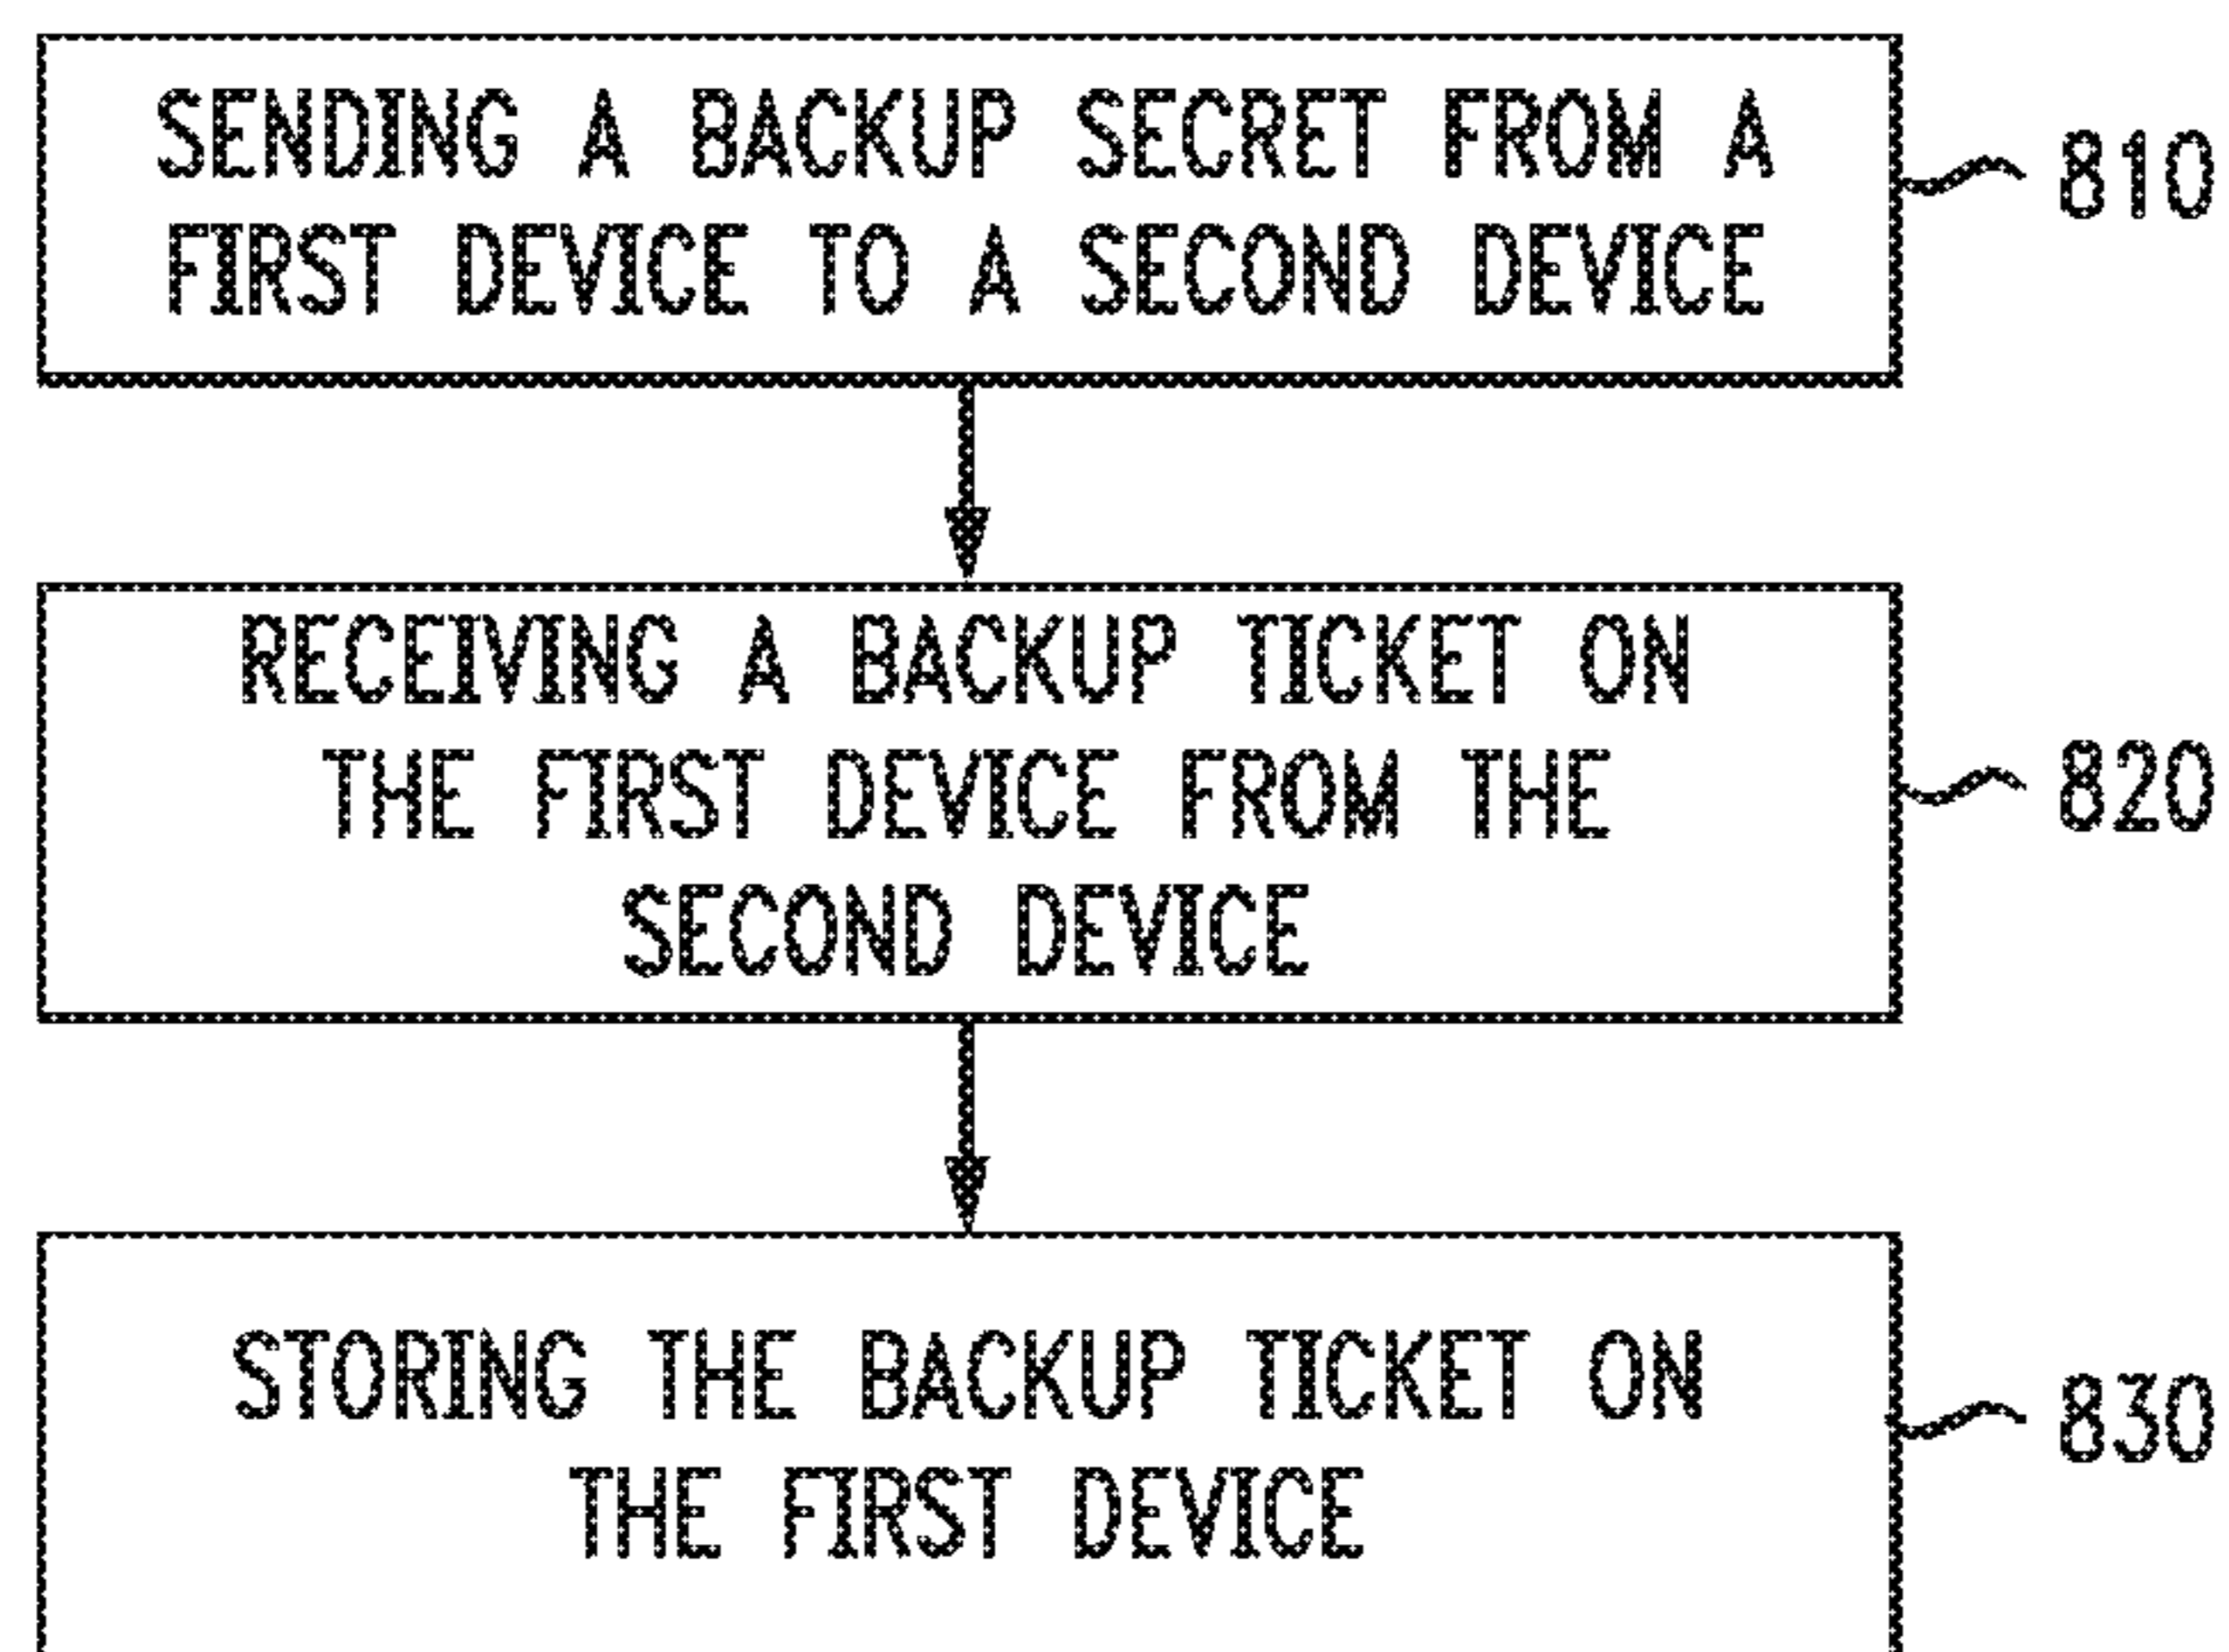 SENDING A BACKUP SECRET FROM A
FIRST DEVICE TO A SECOND DEVICE
810
RECEIVING A BACKUP TICKET ON
THE FIRST DEVICE FROM THE
SECOND DEVICE
820
STORING THE BACKUP TICKET ON
THE FIRST DEVICE
830